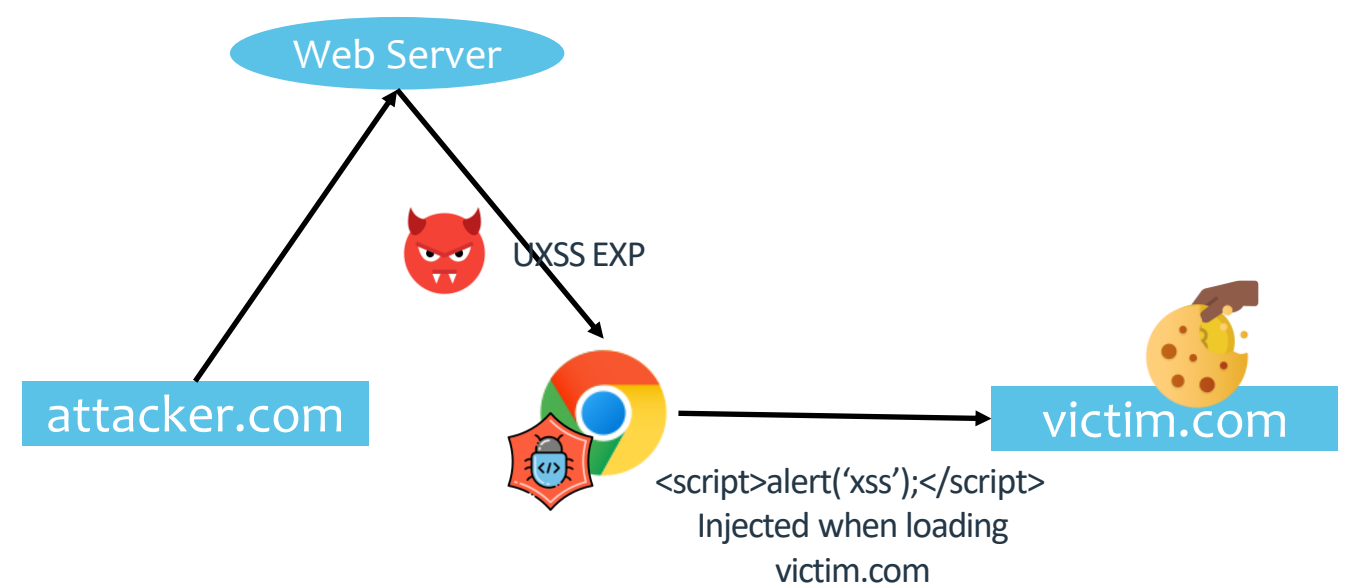 Web Server
UXSS EXP
attacker.com
victim.com
</>
<script>alert(‘xss’);</script>
Injected when loading
victim.com